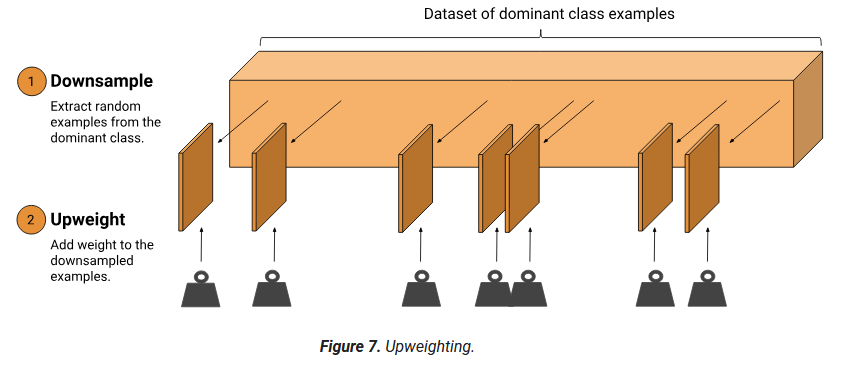 Dataset of dominant class examples
1 Downsample
Extract random
examples from the
dominant class.
2 Upweight
Add weight to the
downsampled
examples.
Figure 7. Upweighting.